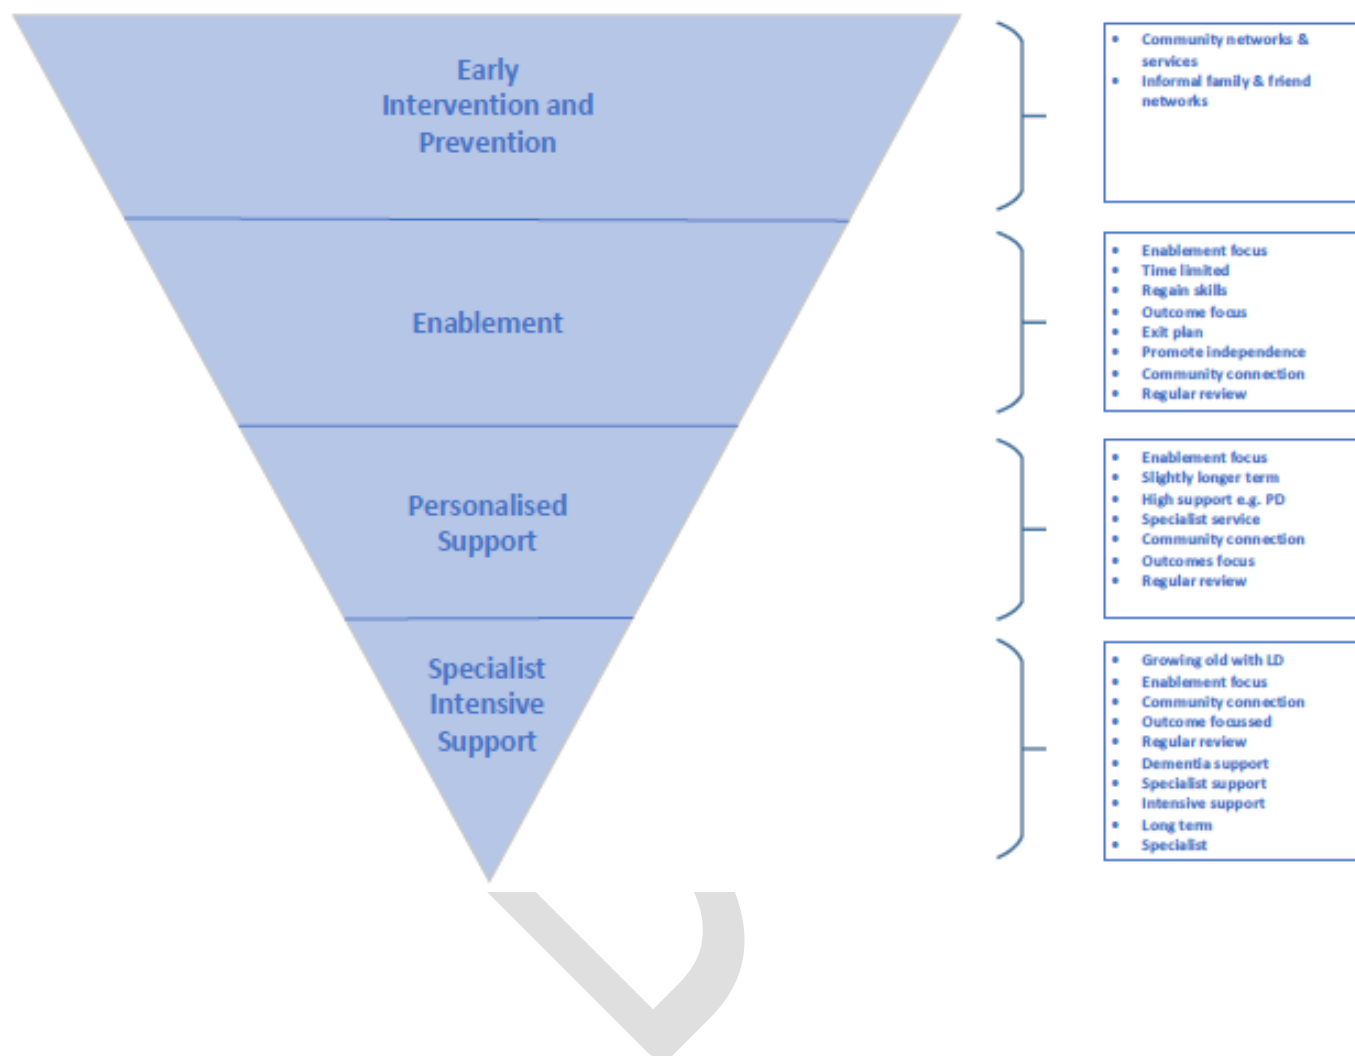 Early
Intervention and
Prevention
• Community networks &
services
• Informal family & friend
networks
Enablement
• Enablement focus
• Time limited
• Regain skills
• Outcome focus
• Exit plan
• Promote independence
• Community connection
• Regular review
Personalised
Support
• Enablement focus
• Slightly longer term
• High support e.g. PD
• Specialist service
• Community connection
• Outcomes focus
• Regular review
Specialist
Intensive
Support
• Growing old with LD
• Enablement focus
• Community connection
• Outcome focussed
• Regular review
• Dementia support
• Specialist support
• Intensive support
• Long term
• Specialist